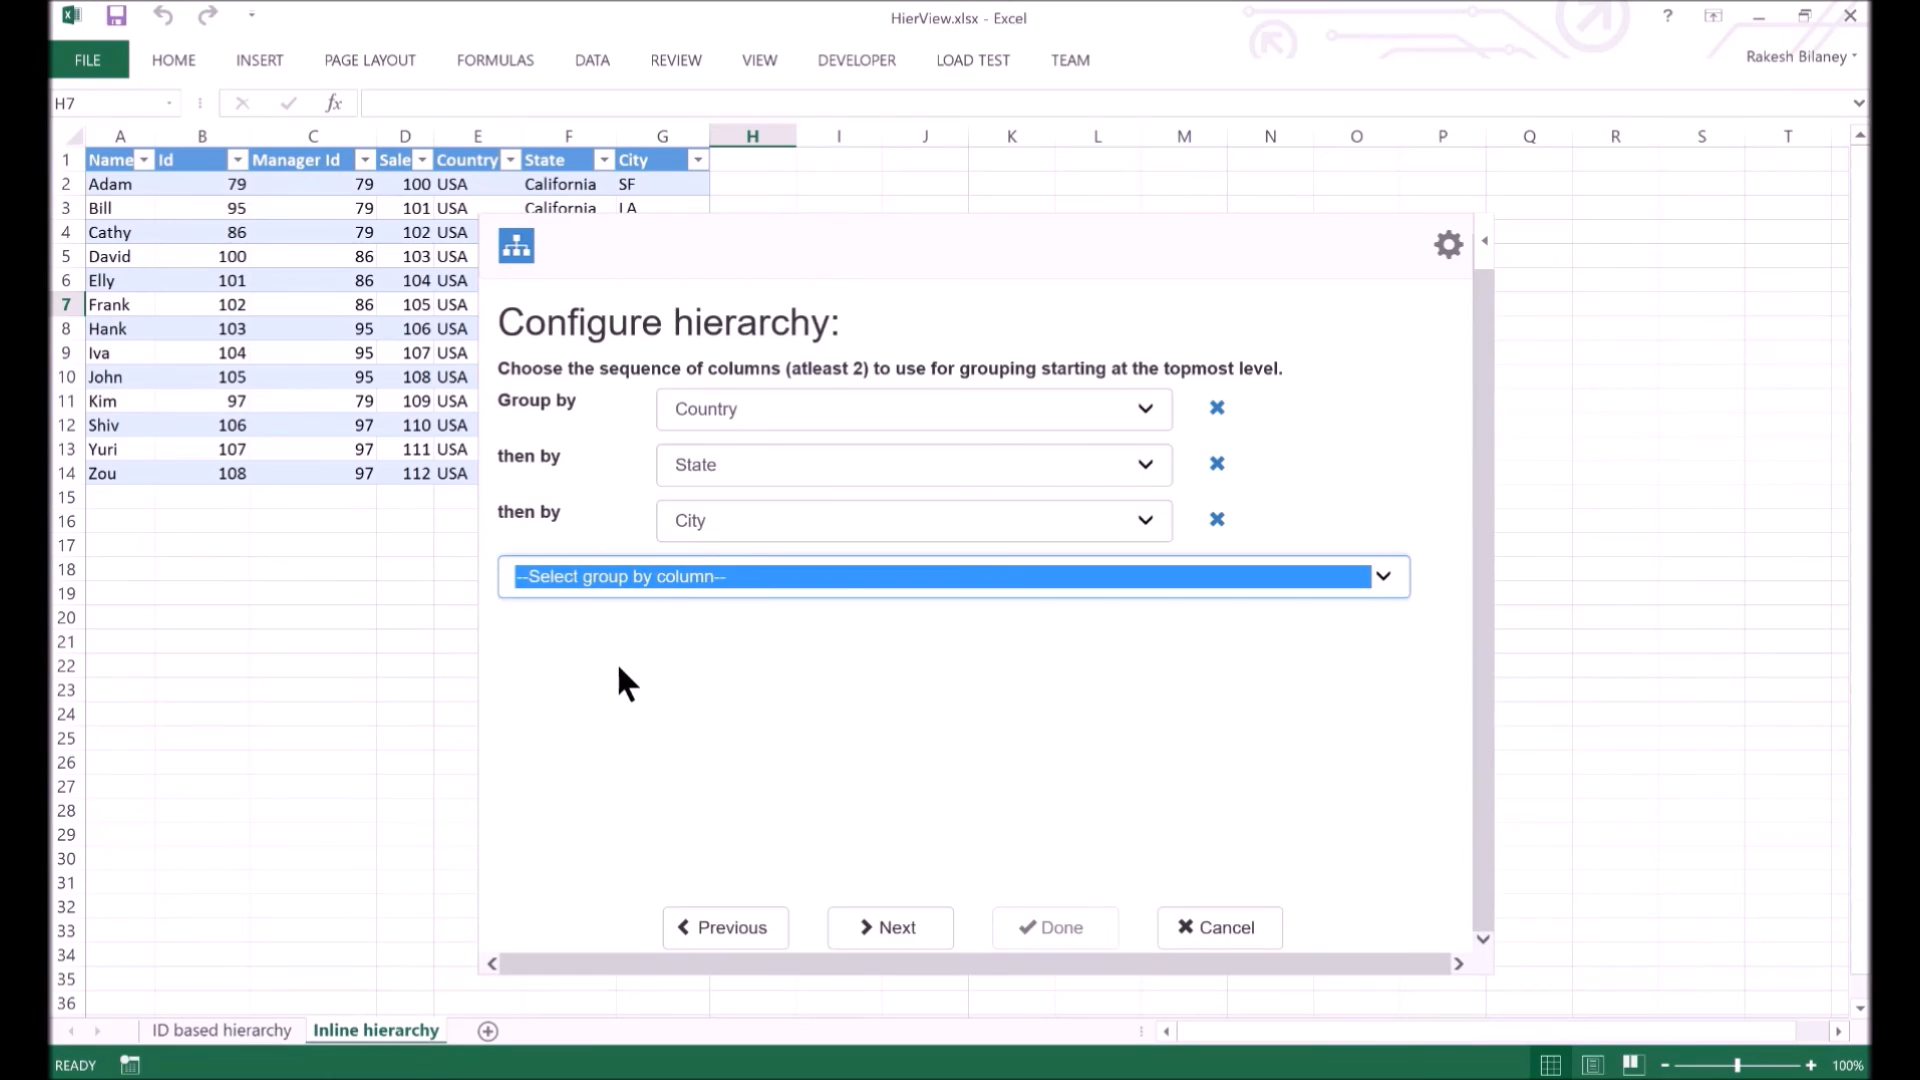 HierView.xlsx - Excel
?
FILE HOME INSERT PAGE LAYOUT FORMULAS DATA REVIEW VIEW DEVELOPER LOAD TEST TEAM
Rakesh Bilaney
H7
fx
A B C D E F G H I J K L M N O P Q R S T
1 Name Id Manager Id Sale Country State City
2 Adam 79 79 100 USA California SF
3 Bill 95 79 101 USA California LA
4 Cathy 86 79 102 USA
5 David 100 86 103 USA
6 Elly 101 86 104 USA
7 Frank 102 86 105 USA
8 Hank 103 95 106 USA
9 Iva 104 95 107 USA
10 John 105 95 108 USA
11 Kim 97 79 109 USA
12 Shiv 106 97 110 USA
13 Yuri 107 97 111 USA
14 Zou 108 97 112 USA
15
16
17
18
19
20
21
22
23
24
25
26
27
28
29
30
31
32
33
34
35
36
Configure hierarchy:
Choose the sequence of columns (atleast 2) to use for grouping starting at the topmost level.
Group by Country
then by State
then by City
--Select group by column--
Previous Next Done Cancel
ID based hierarchy Inline hierarchy
READY
100%